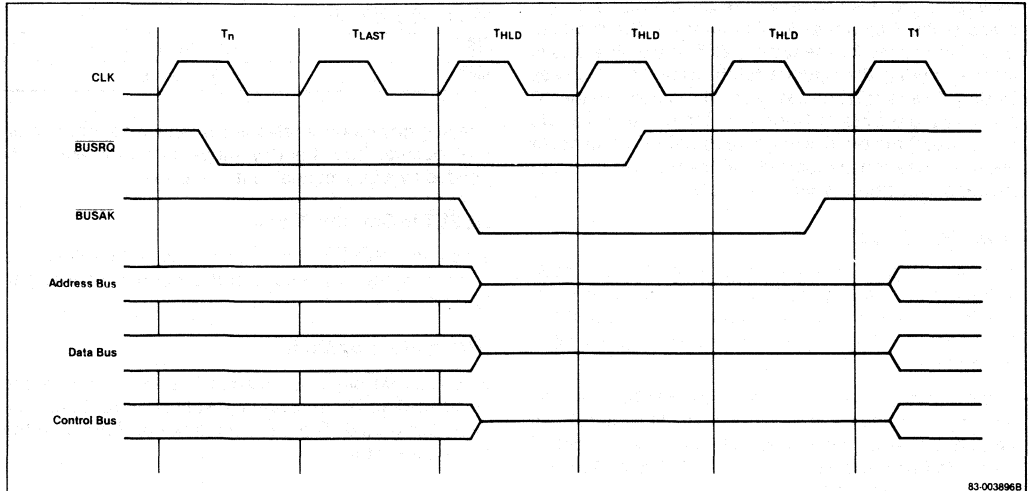 Tn TLAST THLD THLD THLD T1
CLK
BUSRQ
BUSAK
Address Bus
Data Bus
Control Bus
83-003896B